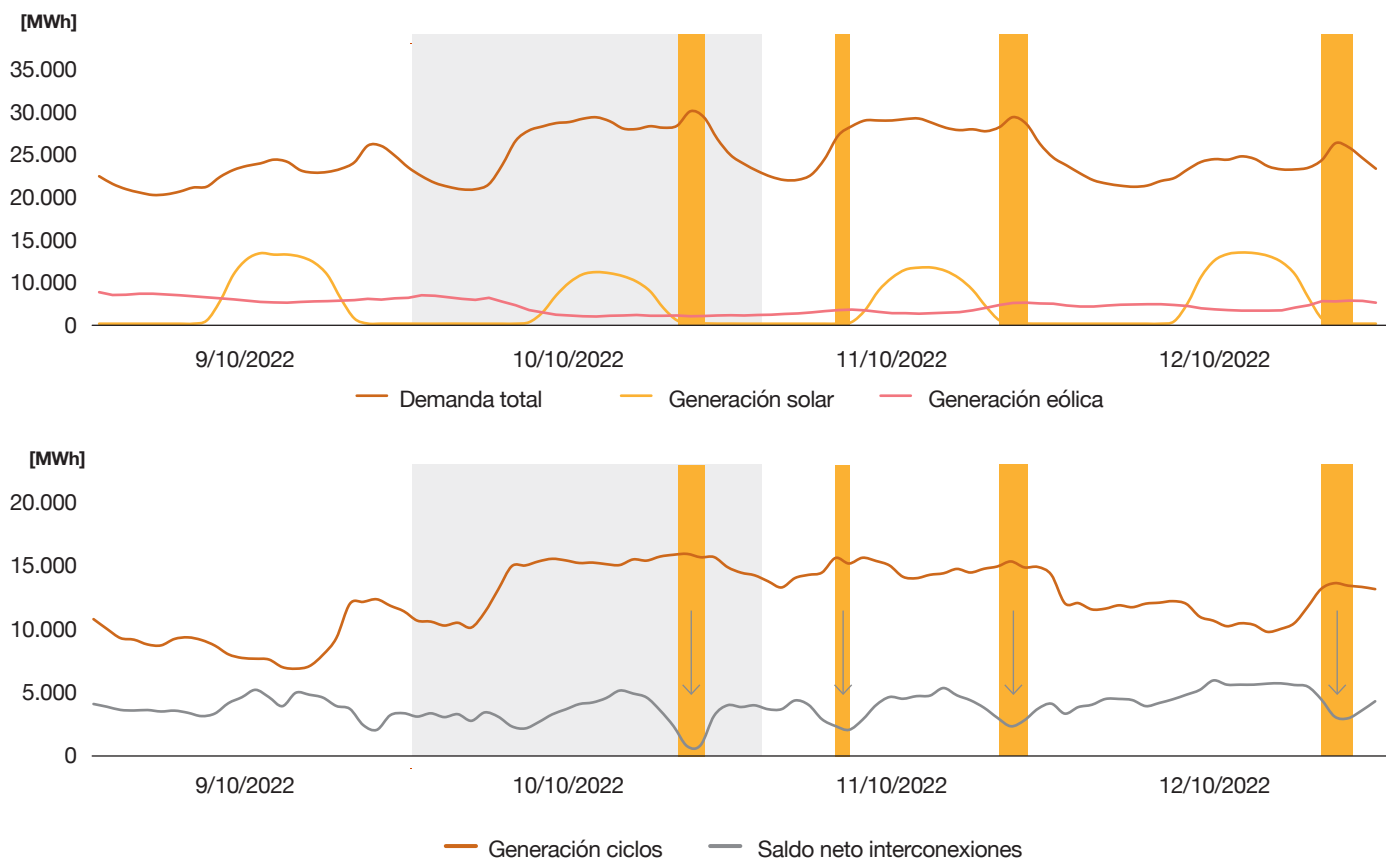 [MWh]
35.000
30.000
25.000
20.000
15.000
10.000
0
9/10/2022 10/10/2022 11/10/2022 12/10/2022
Demanda total Generación solar Generación eólica
[MWh]
20.000
15.000
10.000
5.000
0
9/10/2022 10/10/2022 11/10/2022 12/10/2022
Generación ciclos Saldo neto interconexiones